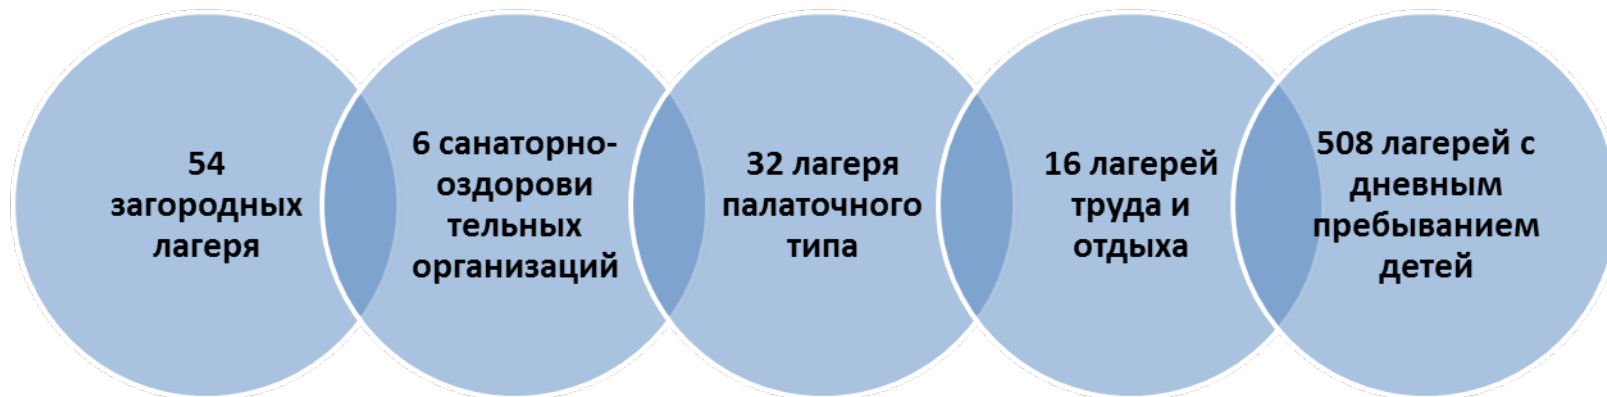 54
загородных
лагеря
6 санаторно-
оздорови
тельных
организаций
32 лагеря
палаточного
типа
16 лагерей
труда и
отдыха
508 лагерей с
дневным
пребыванием
детей